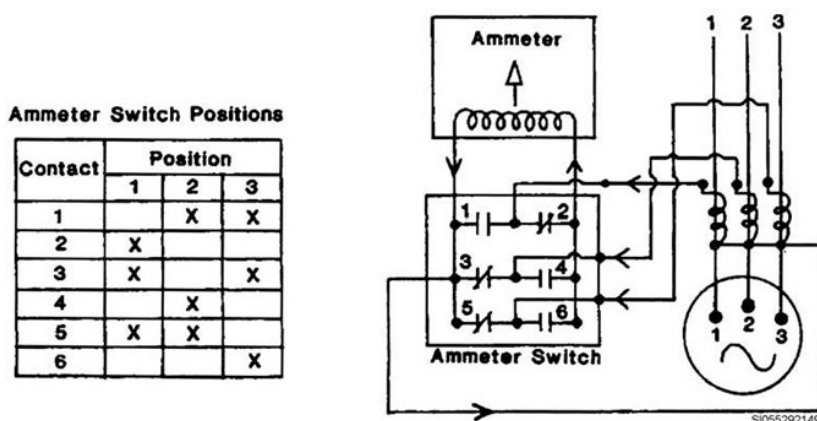 Ammeter Switch Positions
Contact Position
1 2 3
1 X X
2 X
3 X X
4 X
5 X X
6 X
Ammeter
1 2 3
1 2
3 4
5 6
Ammeter Switch
1 2 3
SI055292149